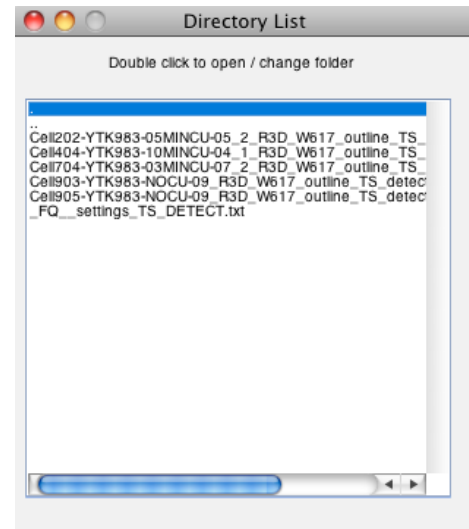 Directory List
Double click to open / change folder
.
..
Cell202-YTK983-05MINCU-05_2_R3D_W617_outline_TS_
Cell404-YTK983-10MINCU-04_1_R3D_W617_outline_TS_
Cell704-YTK983-03MINCU-07_2_R3D_W617_outline_TS_
Cell903-YTK983-NOCU-09_R3D_W617_outline_TS_detec
Cell905-YTK983-NOCU-09_R3D_W617_outline_TS_detec
_FQ__settings_TS_DETECT.txt